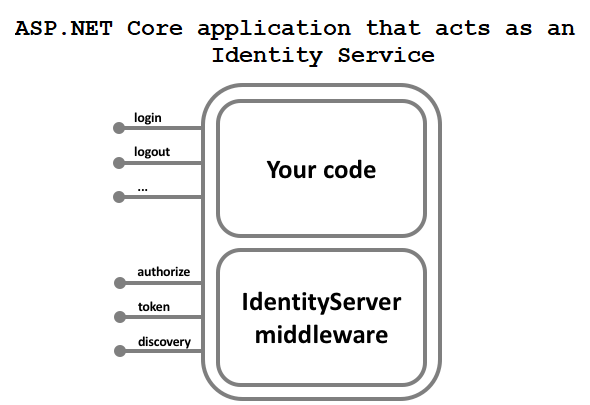 ASP.NET Core application that acts as an
Identity Service
login
logout
...
Your code
authorize
token
discovery
IdentityServer
middleware